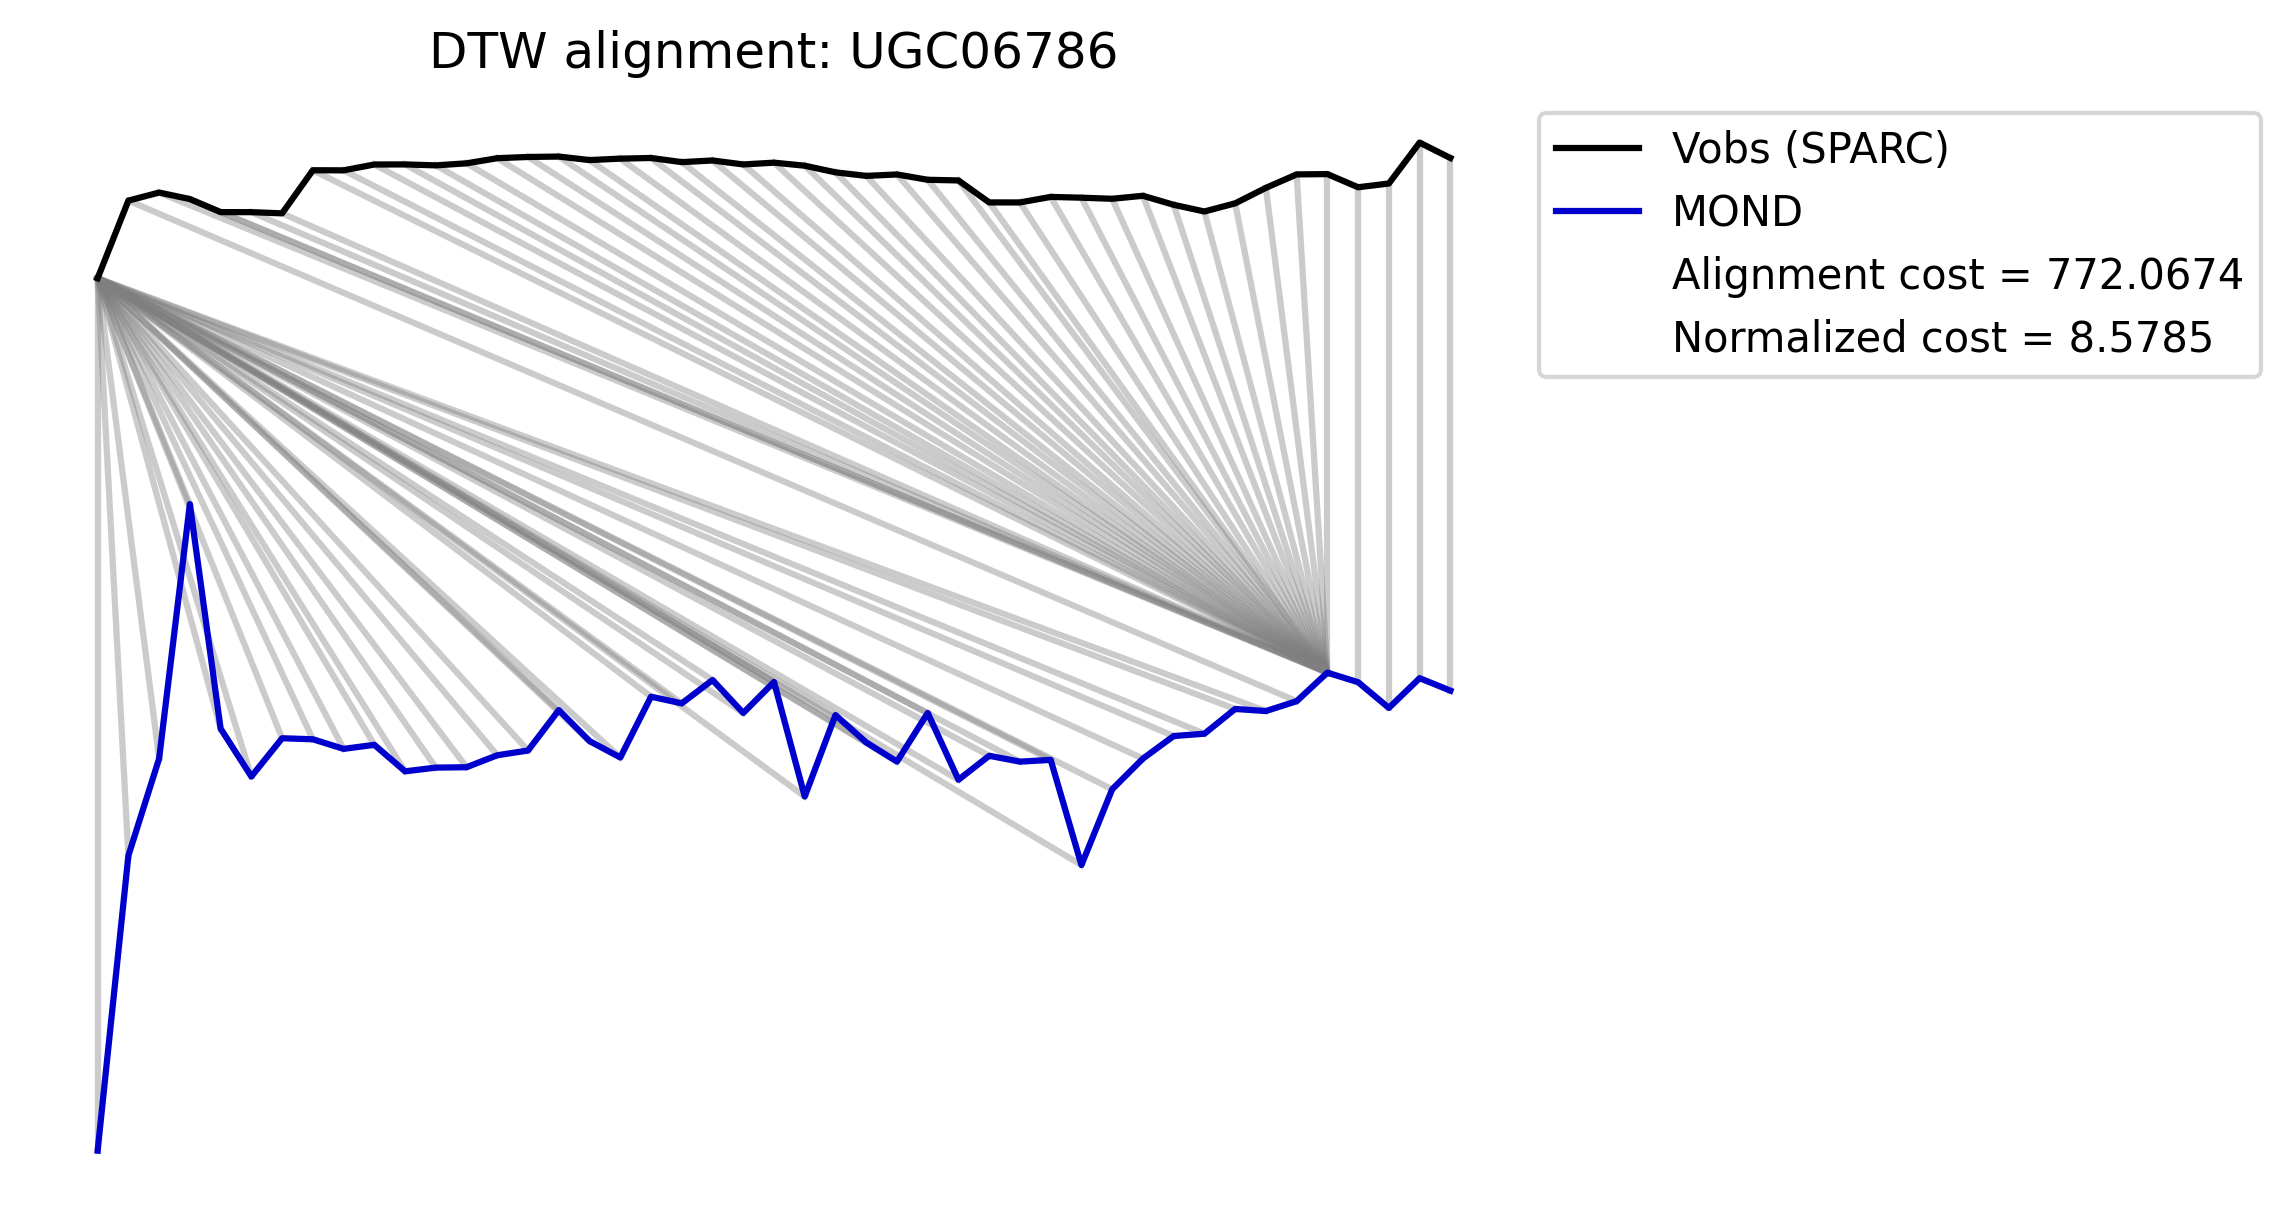 DTW alignment: UGC06786
Vobs (SPARC)
MOND
Alignment cost = 772.0674
Normalized cost = 8.5785